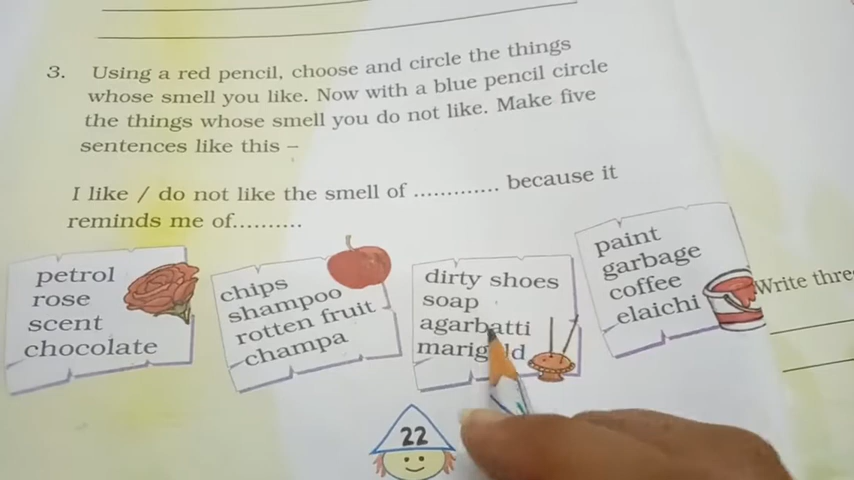 3. Using a red pencil, choose and circle the things
whose smell you like. Now with a blue pencil circle
the things whose smell you do not like. Make five
sentences like this –
I like / do not like the smell of ............. because it
reminds me of..........
petrol
rose
scent
chocolate
chips
shampoo
rotten fruit
champa
dirty shoes
soap
agarbatti
marigold
paint
garbage
coffee
elaichi
Write three
22